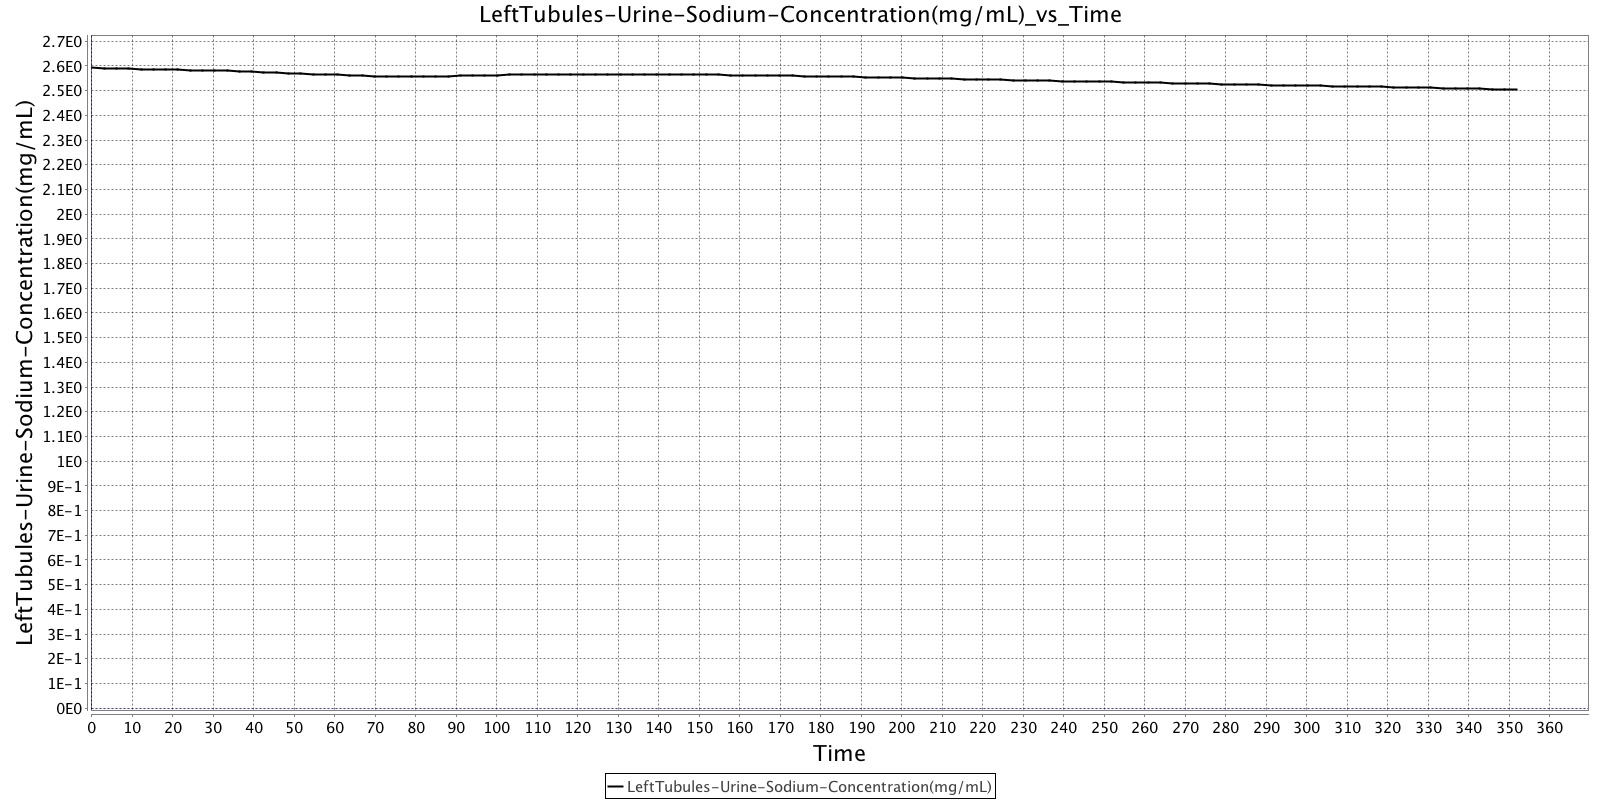 LeftTubules-Urine-Sodium-Concentration(mg/mL)_vs_Time
LeftTubules-Urine-Sodium-Concentration(mg/mL)
2.7E0
2.6E0
2.5E0
2.4E0
2.3E0
2.2E0
2.1E0
2E0
1.9E0
1.8E0
1.7E0
1.6E0
1.5E0
1.4E0
1.3E0
1.2E0
1.1E0
1E0
9E-1
8E-1
7E-1
6E-1
5E-1
4E-1
3E-1
2E-1
1E-1
0E0
0 10 20 30 40 50 60 70 80 90 100 110 120 130 140 150 160 170 180 190 200 210 220 230 240 250 260 270 280 290 300 310 320 330 340 350 360
Time
LeftTubules-Urine-Sodium-Concentration(mg/mL)